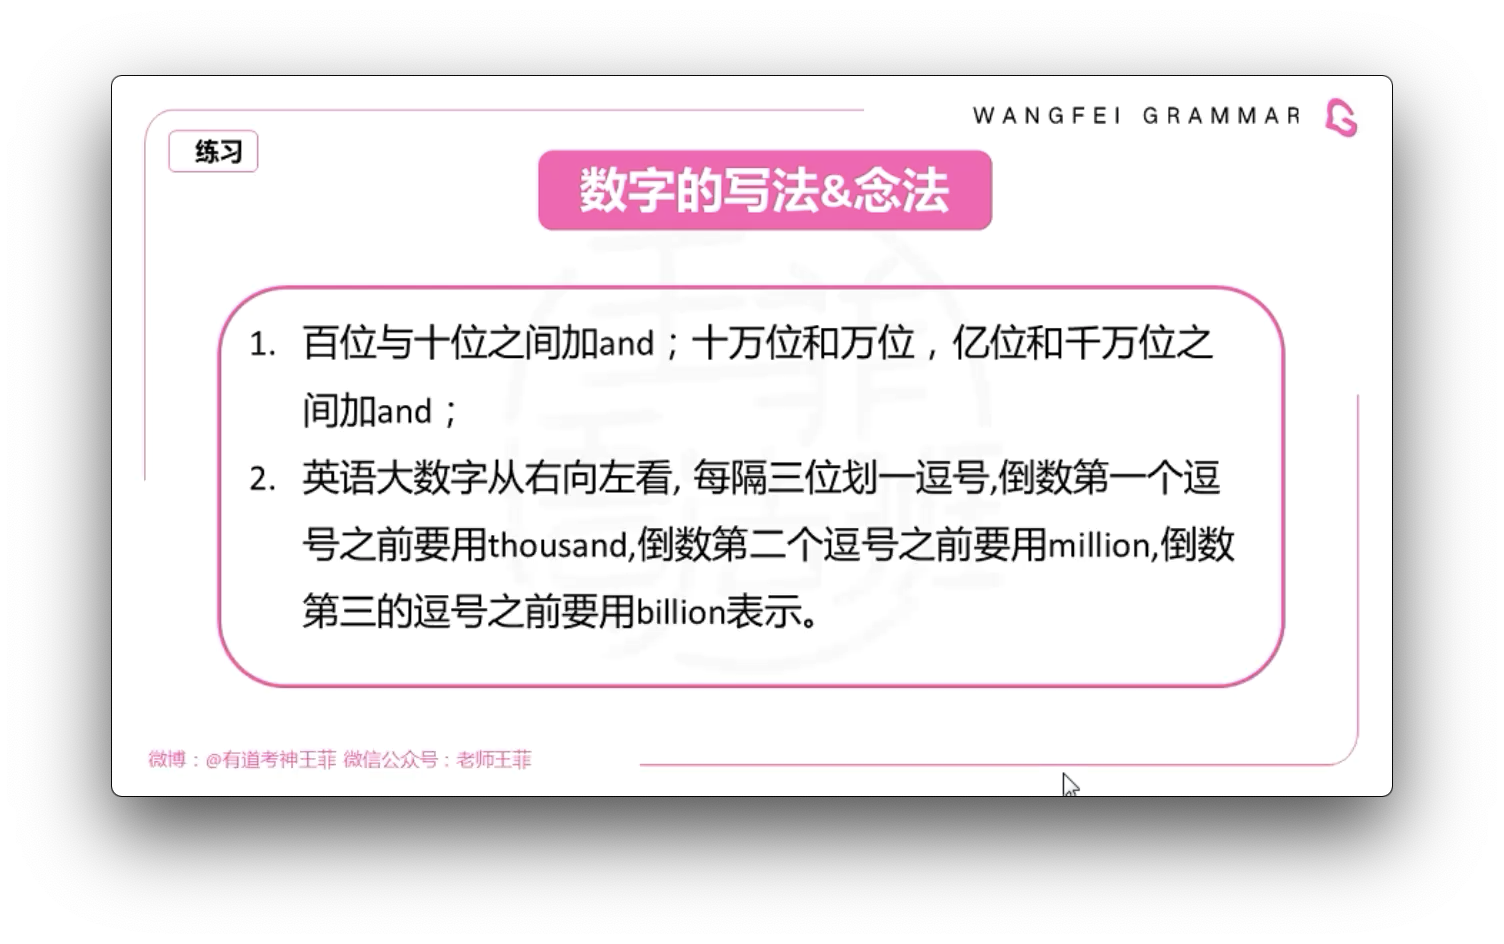 WANGFEI GRAMMAR
练习
数字的写法&念法
1. 百位与十位之间加and；十万位和万位，亿位和千万位之
间加and；
2. 英语大数字从右向左看, 每隔三位划一逗号,倒数第一个逗
号之前要用thousand,倒数第二个逗号之前要用million,倒数
第三的逗号之前要用billion表示。
微博：@有道考神王菲 微信公众号：老师王菲